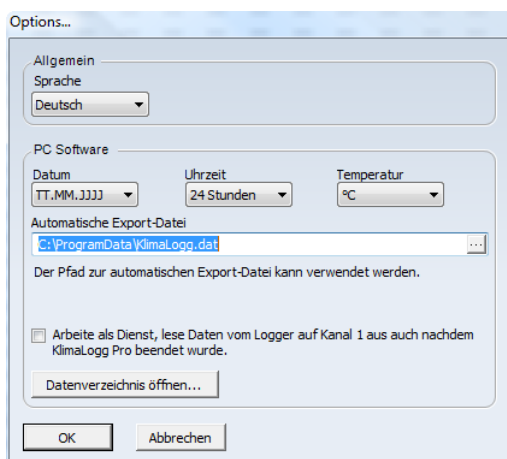 Options...
Allgemein
Sprache
Deutsch
PC Software
Datum
Uhrzeit
Temperatur
TT.MM.JJJJ
24 Stunden
°C
Automatische Export-Datei
C:\ProgramData\KlimaLogg.dat
...
Der Pfad zur automatischen Export-Datei kann verwendet werden.
Arbeite als Dienst, lese Daten vom Logger auf Kanal 1 aus auch nachdem
KlimaLogg Pro beendet wurde.
Datenverzeichnis öffnen...
OK
Abbrechen